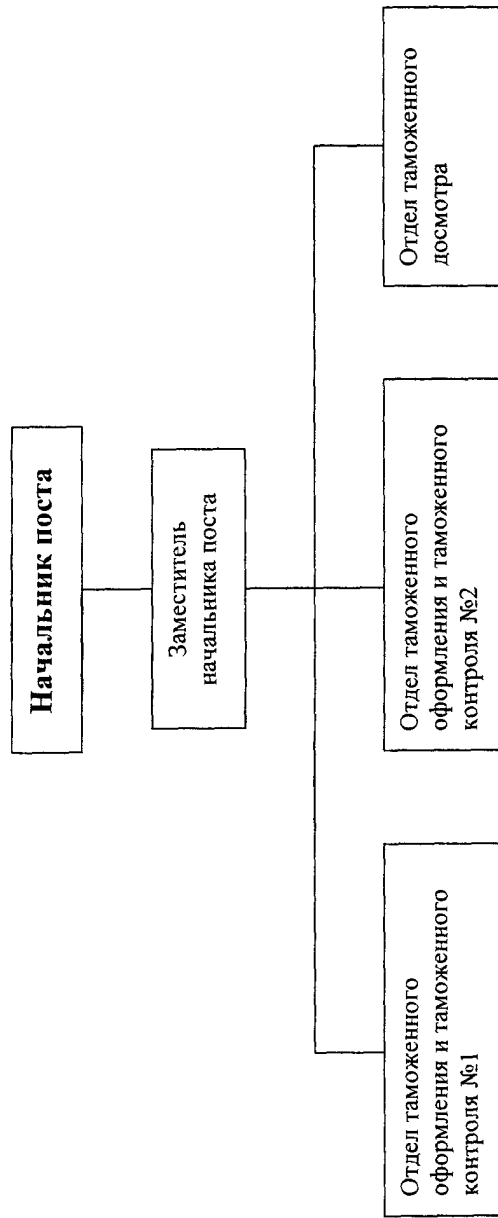 Начальник поста
Заместитель
начальника поста
Отдел таможенного
оформления и таможенного
контроля №1
Отдел таможенного
оформления и таможенного
контроля №2
Отдел таможенного
досмотра